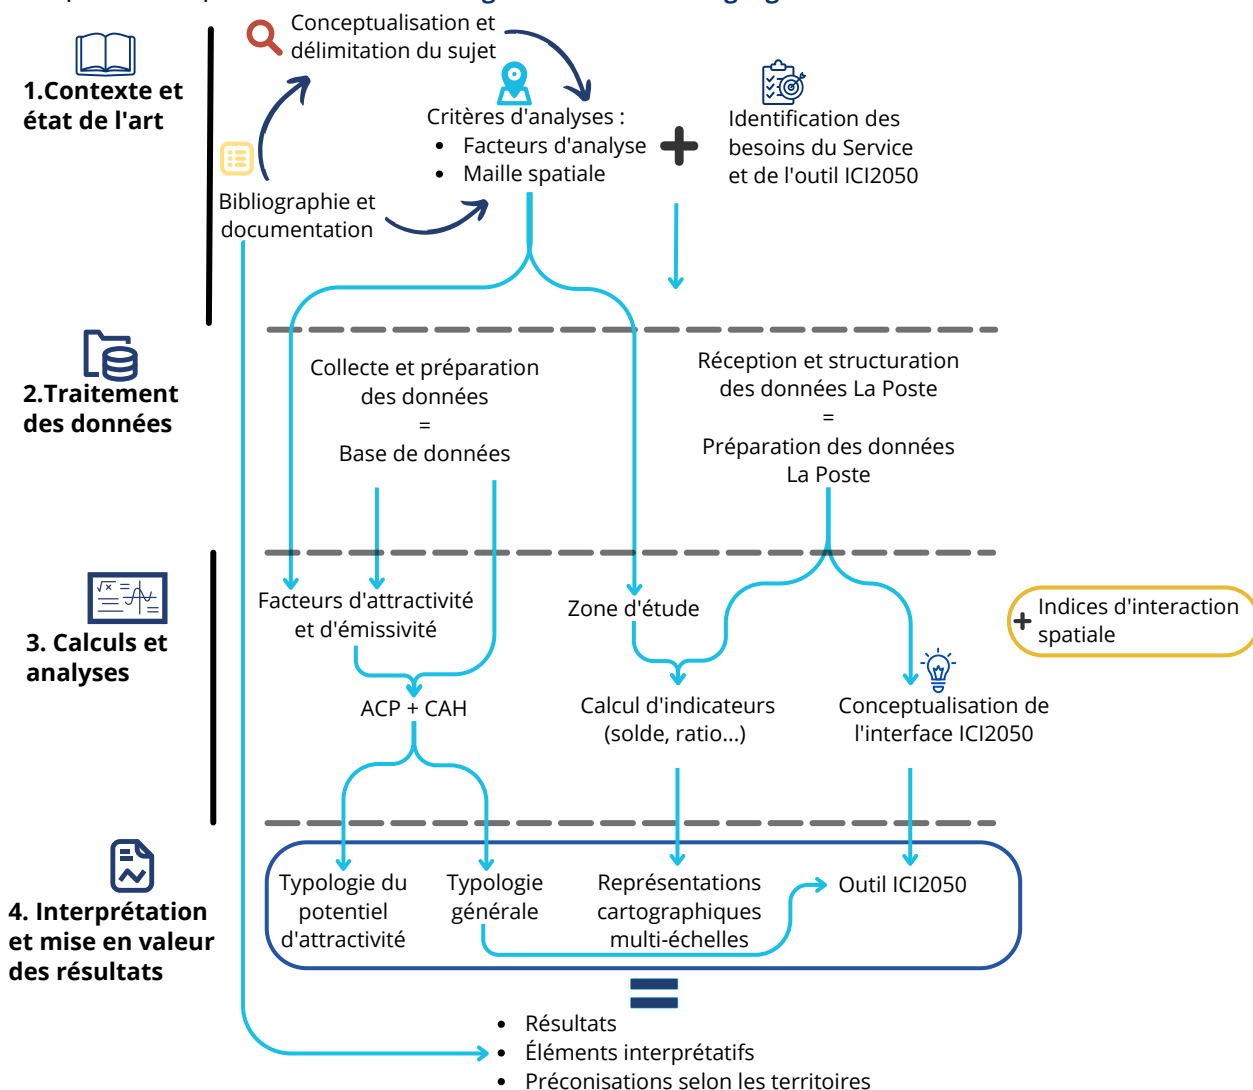 Conceptualisation et
délimitation du sujet
1.Contexte et
état de l'art
Critères d'analyses :
• Facteurs d'analyse
• Maille spatiale
Identification des
besoins du Service
et de l'outil ICI2050
Bibliographie et
documentation
2.Traitement
des données
Collecte et préparation
des données
=
Base de données
Réception et structuration
des données La Poste
=
Préparation des données
La Poste
3. Calculs et
analyses
Facteurs d'attractivité
et d'émissivité
Zone d'étude
+ Indices d'interaction
spatiale
ACP + CAH
Calcul d'indicateurs
(solde, ratio...)
Conceptualisation de
l'interface ICI2050
4. Interprétation
et mise en valeur
des résultats
Typologie du
potentiel
d'attractivité
Typologie
générale
Représentations
cartographiques
multi-échelles
Outil ICI2050
• Résultats
• Éléments interprétatifs
• Préconisations selon les territoires